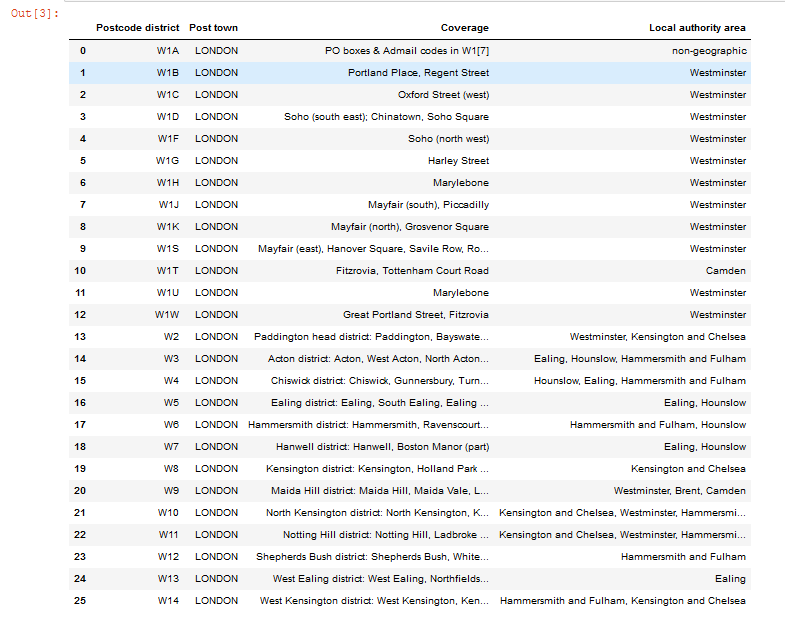 Out[3]:
Postcode district Post town Coverage Local authority area
0 W1A LONDON PO boxes & Admail codes in W1[7] non-geographic
1 W1B LONDON Portland Place, Regent Street Westminster
2 W1C LONDON Oxford Street (west) Westminster
3 W1D LONDON Soho (south east); Chinatown, Soho Square Westminster
4 W1F LONDON Soho (north west) Westminster
5 W1G LONDON Harley Street Westminster
6 W1H LONDON Marylebone Westminster
7 W1J LONDON Mayfair (south), Piccadilly Westminster
8 W1K LONDON Mayfair (north), Grosvenor Square Westminster
9 W1S LONDON Mayfair (east), Hanover Square, Savile Row, Ro... Westminster
10 W1T LONDON Fitzrovia, Tottenham Court Road Camden
11 W1U LONDON Marylebone Westminster
12 W1W LONDON Great Portland Street, Fitzrovia Westminster
13 W2 LONDON Paddington head district: Paddington, Bayswate... Westminster, Kensington and Chelsea
14 W3 LONDON Acton district: Acton, West Acton, North Acton... Ealing, Hounslow, Hammersmith and Fulham
15 W4 LONDON Chiswick district: Chiswick, Gunnersbury, Turn... Hounslow, Ealing, Hammersmith and Fulham
16 W5 LONDON Ealing district: Ealing, South Ealing, Ealing ... Ealing, Hounslow
17 W6 LONDON Hammersmith district: Hammersmith, Ravenscourt... Hammersmith and Fulham, Hounslow
18 W7 LONDON Hanwell district: Hanwell, Boston Manor (part) Ealing, Hounslow
19 W8 LONDON Kensington district: Kensington, Holland Park ... Kensington and Chelsea
20 W9 LONDON Maida Hill district: Maida Hill, Maida Vale, L... Westminster, Brent, Camden
21 W10 LONDON North Kensington district: North Kensington, K... Kensington and Chelsea, Westminster, Hammersmi...
22 W11 LONDON Notting Hill district: Notting Hill, Ladbroke ... Kensington and Chelsea, Westminster, Hammersmi...
23 W12 LONDON Shepherds Bush district: Shepherds Bush, White... Hammersmith and Fulham
24 W13 LONDON West Ealing district: West Ealing, Northfields... Ealing
25 W14 LONDON West Kensington district: West Kensington, Ken... Hammersmith and Fulham, Kensington and Chelsea